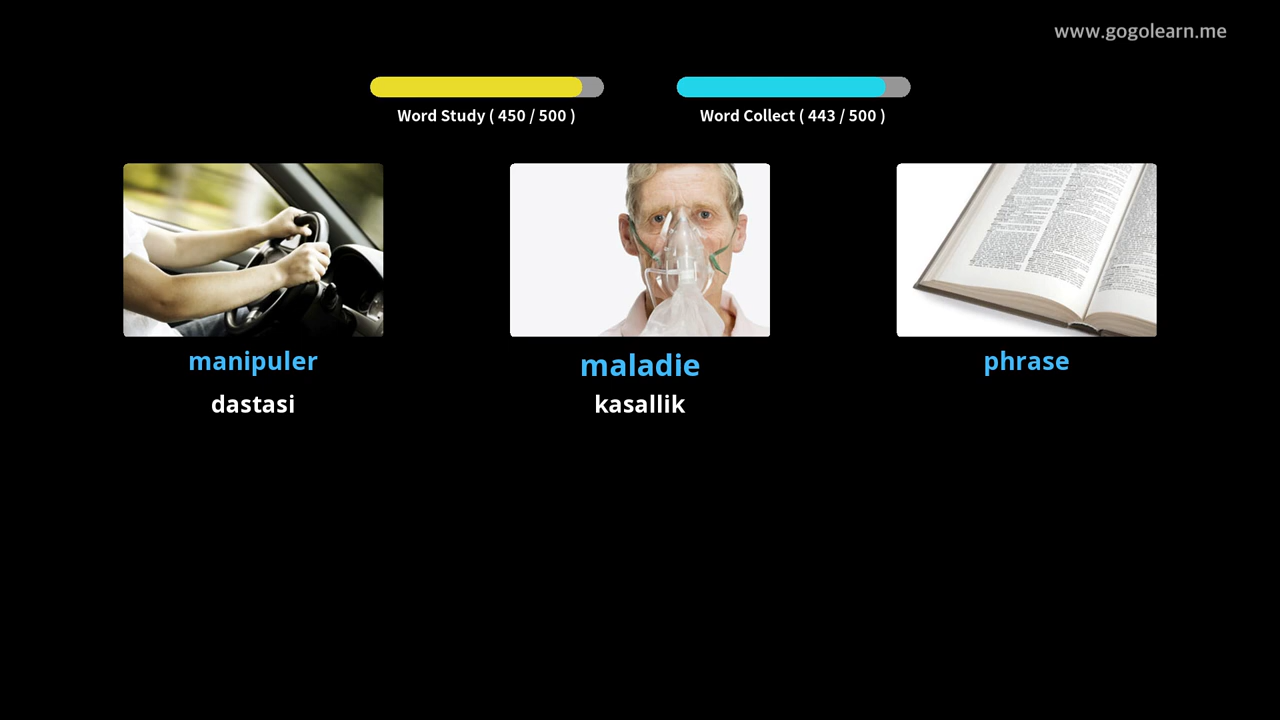 www.gogolearn.me
Word Study ( 450 / 500 )
Word Collect ( 443 / 500 )
manipuler
maladie
phrase
dastasi
kasallik